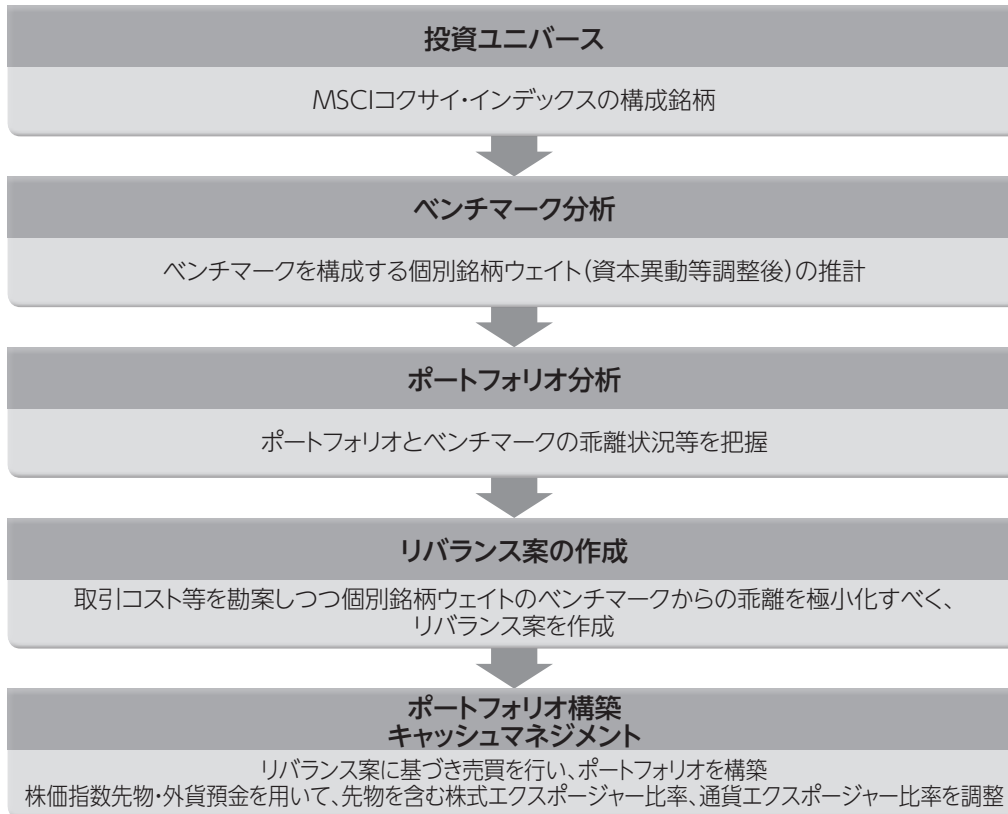 投資ユニバース
MSCIコクサイ・インデックスの構成銘柄
ベンチマーク分析
ベンチマークを構成する個別銘柄ウェイト(資本異動等調整後)の推計
ポートフォリオ分析
ポートフォリオとベンチマークの乖離状況等を把握
リバランス案の作成
取引コスト等を勘案しつつ個別銘柄ウェイトのベンチマークからの乖離を極小化すべく、
リバランス案を作成
ポートフォリオ構築
キャッシュマネジメント
リバランス案に基づき売買を行い、ポートフォリオを構築
株価指数先物・外貨預金を用いて、先物を含む株式エクスポージャー比率、通貨エクスポージャー比率を調整